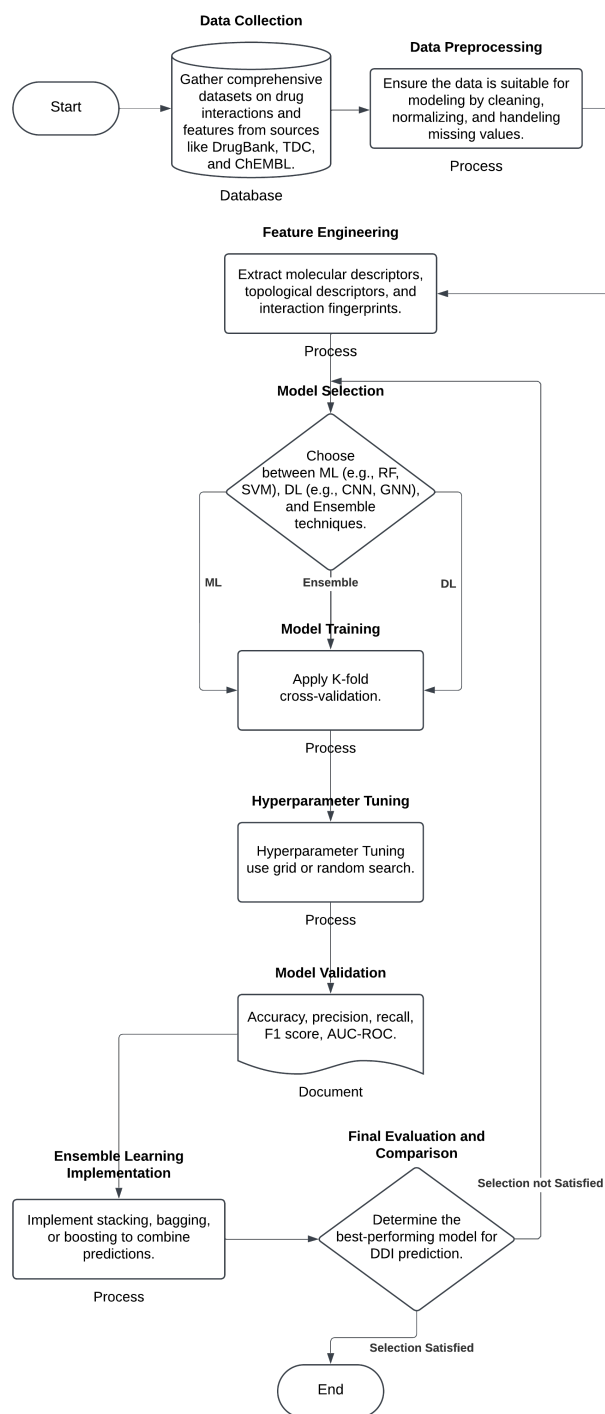 Data Collection
Data Preprocessing
Start
Gather comprehensive
datasets on drug
interactions and
features from sources
like DrugBank, TDC,
and ChEMBL.
Ensure the data is suitable for
modeling by cleaning,
normalizing, and handeling
missing values.
Process
Database
Feature Engineering
Extract molecular descriptors,
topological descriptors, and
interaction fingerprints.
Process
Model Selection
Choose
between ML (e.g., RF,
SVM), DL (e.g., CNN, GNN),
and Ensemble
techniques.
ML
Ensemble
DL
Model Training
Apply K-fold
cross-validation.
Process
Hyperparameter Tuning
Hyperparameter Tuning
use grid or random search.
Process
Model Validation
Accuracy, precision, recall,
F1 score, AUC-ROC.
Document
Ensemble Learning
Implementation
Implement stacking, bagging,
or boosting to combine
predictions.
Process
Final Evaluation and
Comparison
Determine the
best-performing model for
DDI prediction.
Selection not Satisfied
Selection Satisfied
End